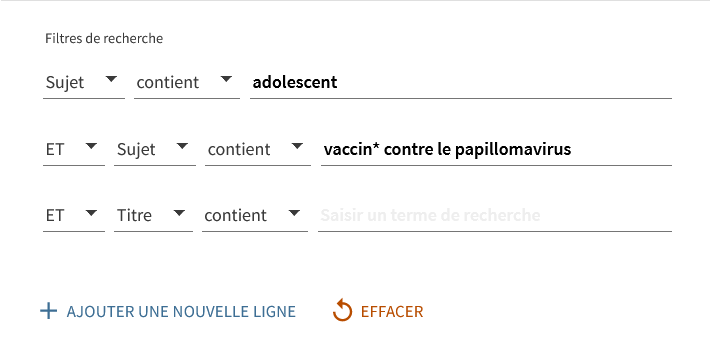 Filtres de recherche
Sujet contient adolescent
ET Sujet contient vaccin* contre le papillomavirus
ET Titre contient Saisir un terme de recherche
AJOUTER UNE NOUVELLE LIGNE EFFACER